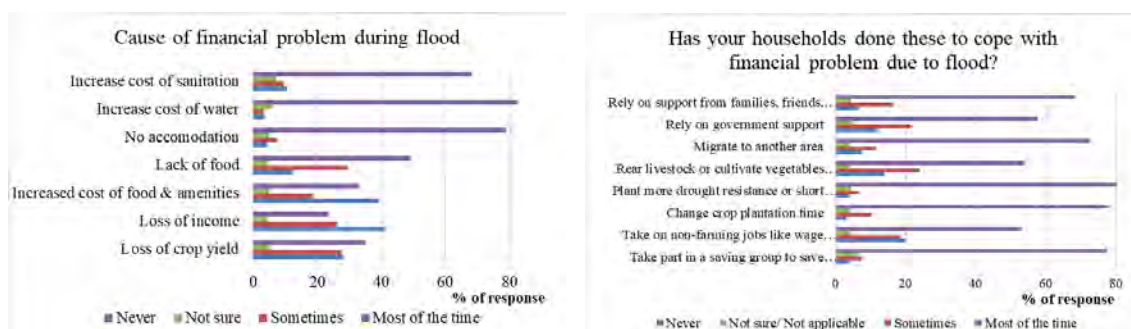 Cause of financial problem during flood
Increase cost of sanitation
Increase cost of water
No accomodation
Lack of food
Increased cost of food & amenities
Loss of income
Loss of crop yield
0 20 40 60 80
% of response
Never Not sure Sometimes Most of the time
Has your households done these to cope with
financial problem due to flood?
Rely on support from families, friends...
Rely on government support
Migrate to another area
Rear livestock or cultivate vegetables...
Plant more drought resistance or short...
Change crop plantation time
Take on non-farming jobs like wage...
Take part in a saving group to save...
0 20 40 60 80
% of response
Never Not sure/ Not applicable Sometimes Most of the time